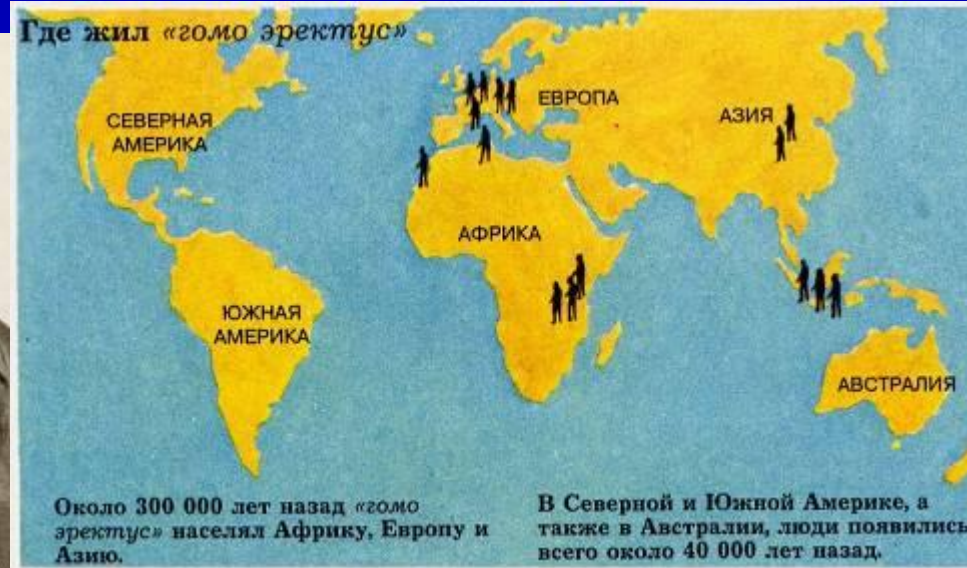 Где жил «гомо эректус»
СЕВЕРНАЯ
АМЕРИКА
ЕВРОПА
АЗИЯ
АФРИКА
ЮЖНАЯ
АМЕРИКА
АВСТРАЛИЯ
Около 300 000 лет назад «гомо
эректус» населял Африку, Европу и
Азию.
В Северной и Южной Америке, а
также в Австралии, люди появились
всего около 40 000 лет назад.